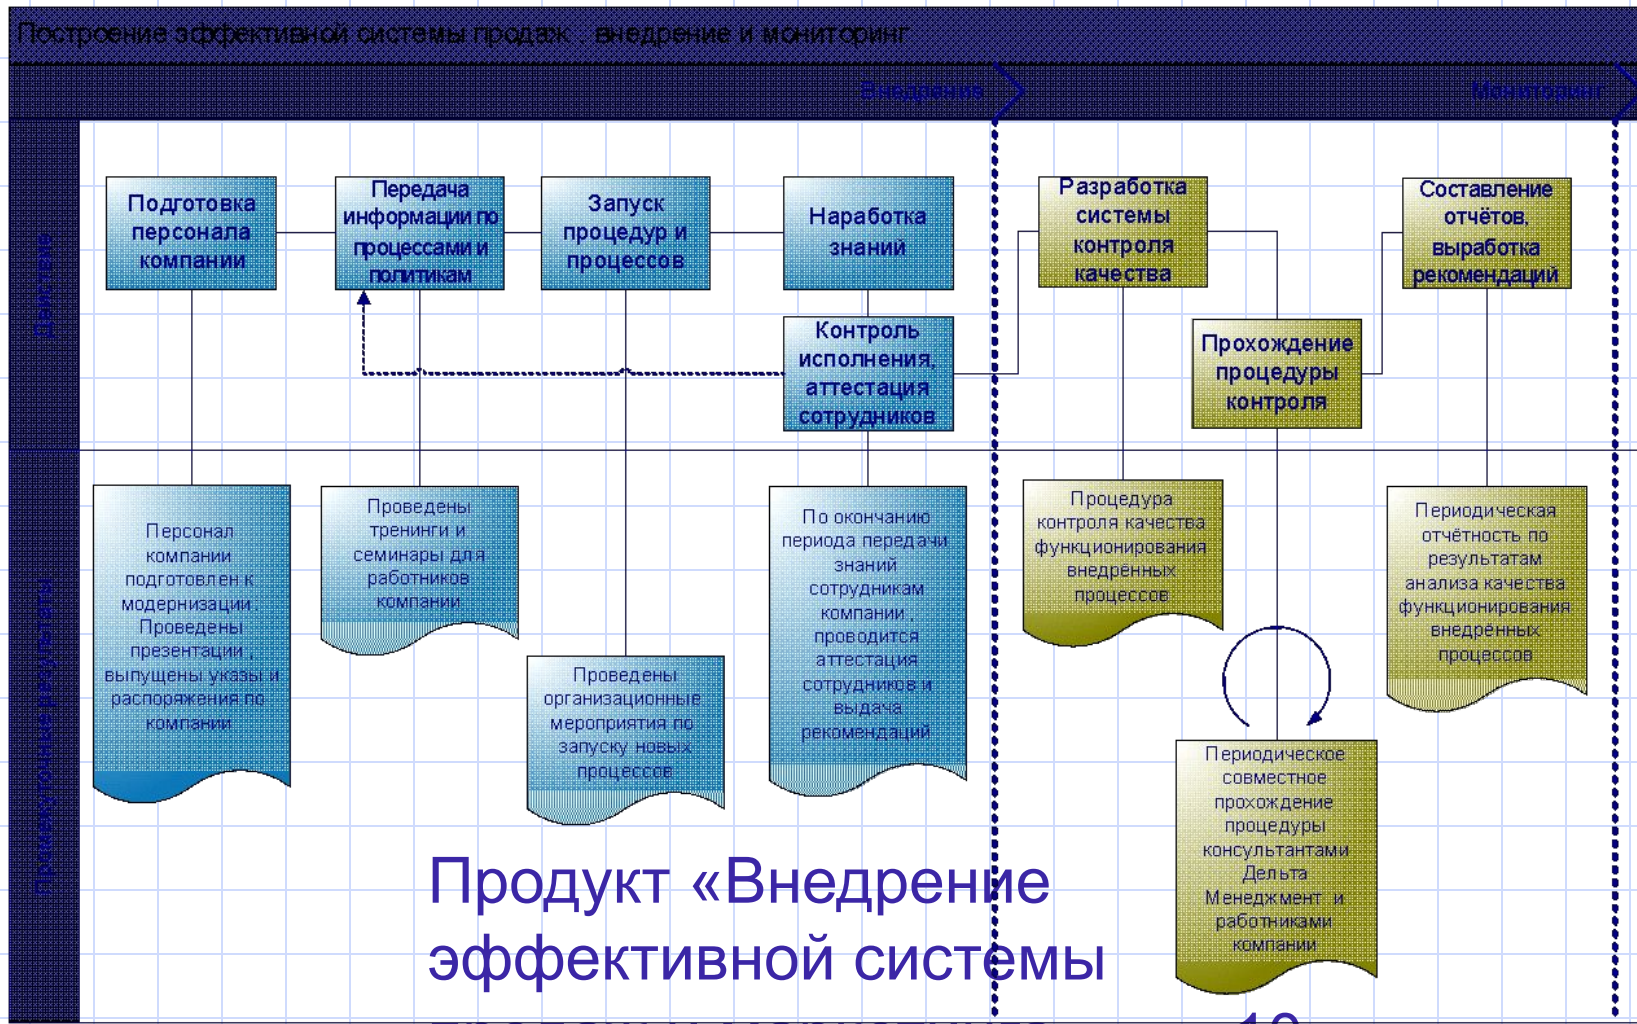 Построение эффективной системы продаж . внедрение и мониторинг
Внедрение
Мониторинг
Действие
Подготовка
персонала
компании
Передача
информации по
процессами и
политикам
Запуск
процедур и
процессов
Наработка
знаний
Контроль
исполнения,
аттестация
сотрудников
Разработка
системы
контроля
качества
Прохождение
процедуры
контроля
Составление
отчётов,
выработка
рекомендаций
Промежуточные результаты
Персонал
компании
подготовлен к
модернизации.
Проведены
презентации ,
выпущены указы и
распоряжения по
компании
Проведены
тренинги и
семинары для
работников
компании
Проведены
организационные
мероприятия по
запуску новых
процессов
По окончанию
периода передачи
знаний
сотрудникам
компании ,
проводится
аттестация
сотрудников и
выдача
рекомендаций
Процедура
контроля качества
функционирования
внедрённых
процессов
Периодическое
совместное
прохождение
процедуры
консультантами
Дельта
Менеджмент и
работниками
компании
Периодическая
отчётность по
результатам
анализа качества
функционирования
внедрённых
процессов
Продукт «Внедрение
эффективной системы